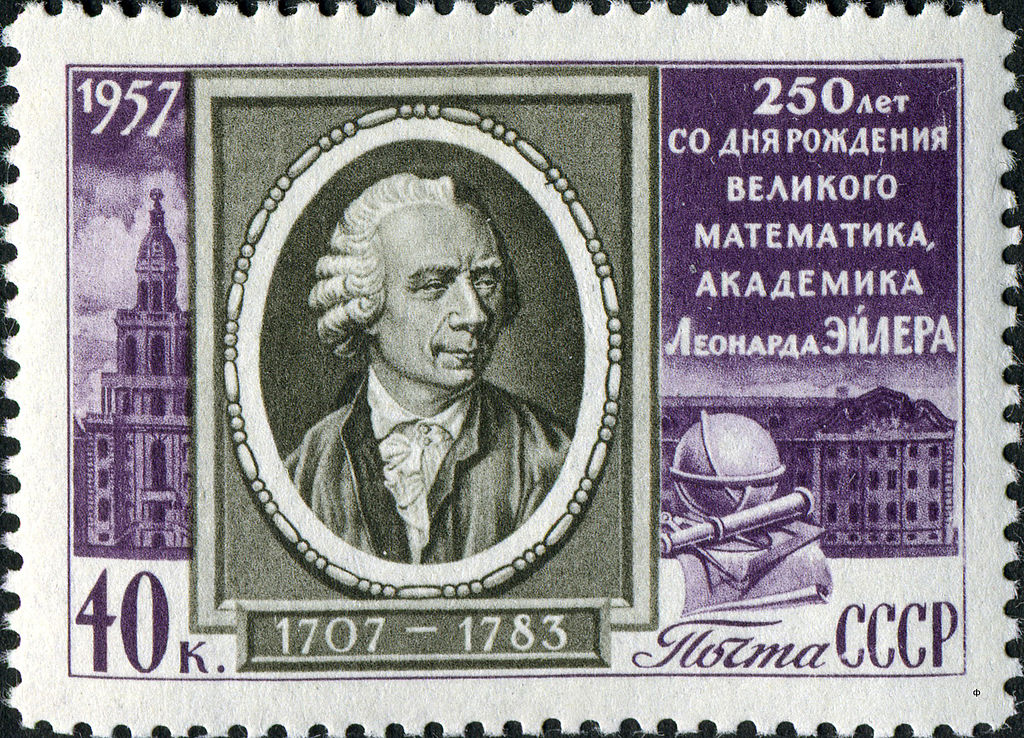 1957
250 лет
СО ДНЯ РОЖДЕНИЯ
ВЕЛИКОГО
МАТЕМАТИКА,
АКАДЕМИКА
ЛЕОНАРДА ЭЙЛЕРА
40 к.
1707 – 1783
Почта СССР
ф